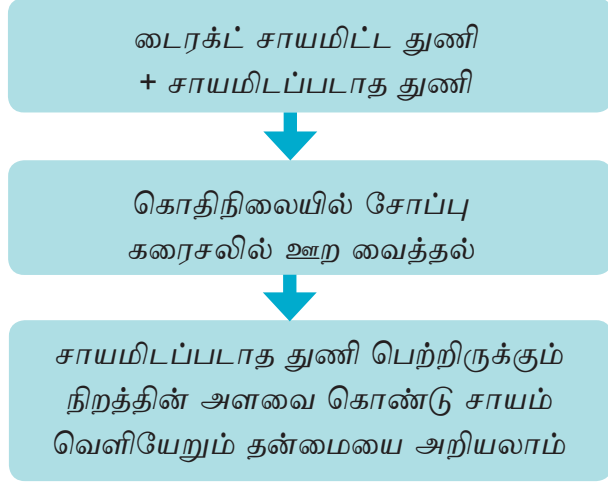 டைரக்ட் சாயமிட்ட துணி
+ சாயமிடப்படாத துணி
கொதிநிலையில் சோப்பு
கரைசலில் ஊற வைத்தல்
சாயமிடப்படாத துணி பெற்றிருக்கும்
நிறத்தின் அளவை கொண்டு சாயம்
வெளியேறும் தன்மையை அறியலாம்